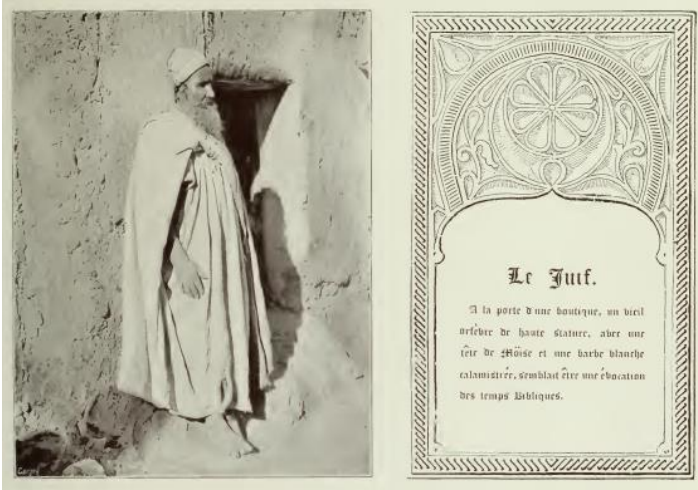 Le Juif.
A la porte d'une boutique, un vieil
orfèvre de haute stature, avec une
tête de Moïse et une barbe blanche
calamistrée, semblait être une évocation
des temps Bibliques.